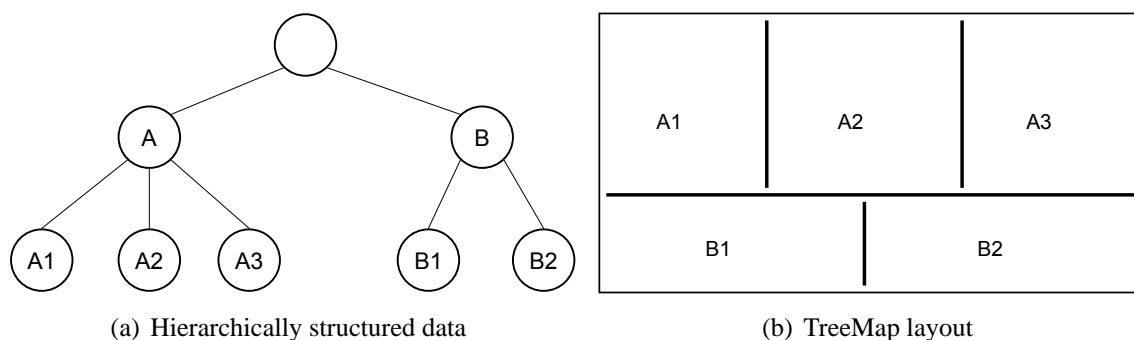 A
B
A1
A2
A3
B1
B2
(a) Hierarchically structured data
A1
A2
A3
B1
B2
(b) TreeMap layout